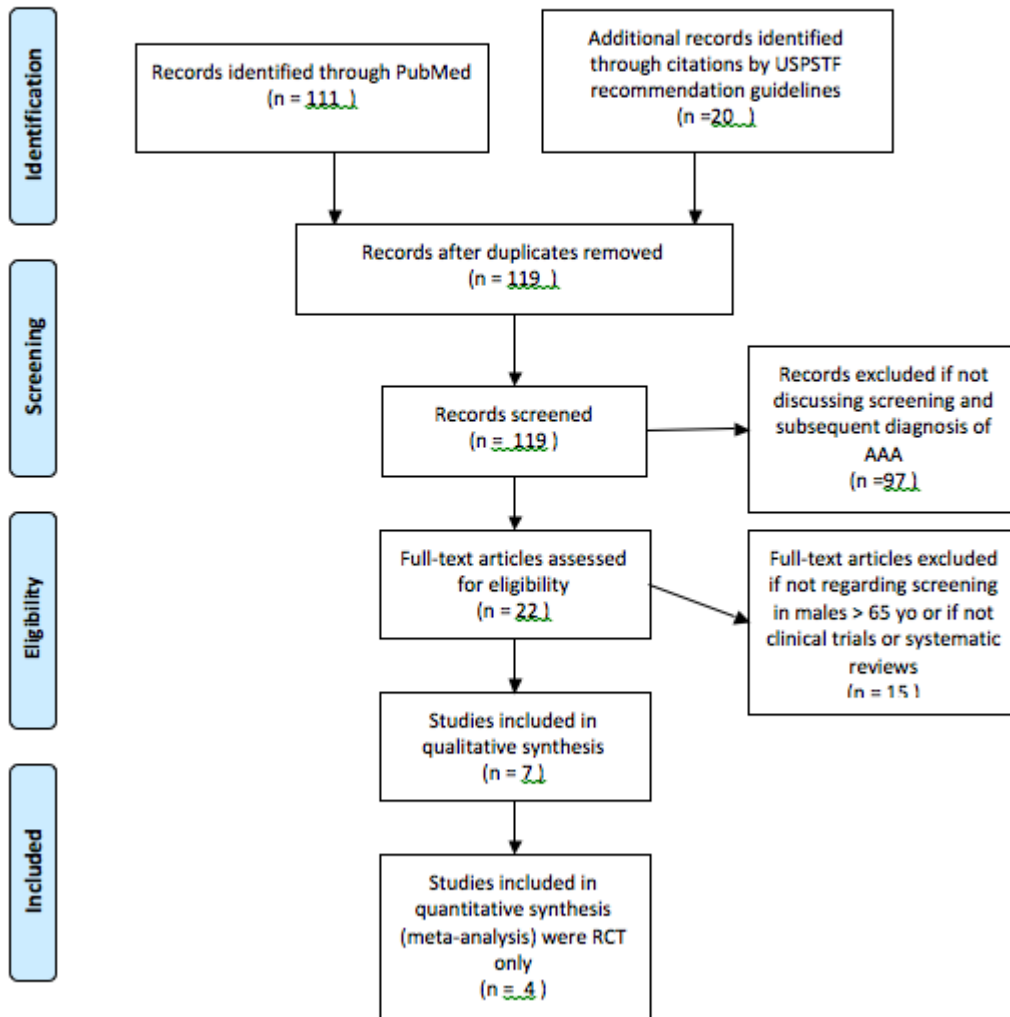 Identification
Records identified through PubMed
(n = 111 )
Additional records identified
through citations by USPSTF
recommendation guidelines
(n =20 )
Records after duplicates removed
(n = 119 )
Screening
Records screened
(n = 119 )
Records excluded if not
discussing screening and
subsequent diagnosis of
AAA
(n =97 )
Eligibility
Full-text articles assessed
for eligibility
(n = 22 )
Full-text articles excluded
if not regarding screening
in males > 65 yo or if not
clinical trials or systematic
reviews
(n = 15 )
Studies included in
qualitative synthesis
(n = 7 )
Included
Studies included in
quantitative synthesis
(meta-analysis) were RCT
only
(n = 4 )